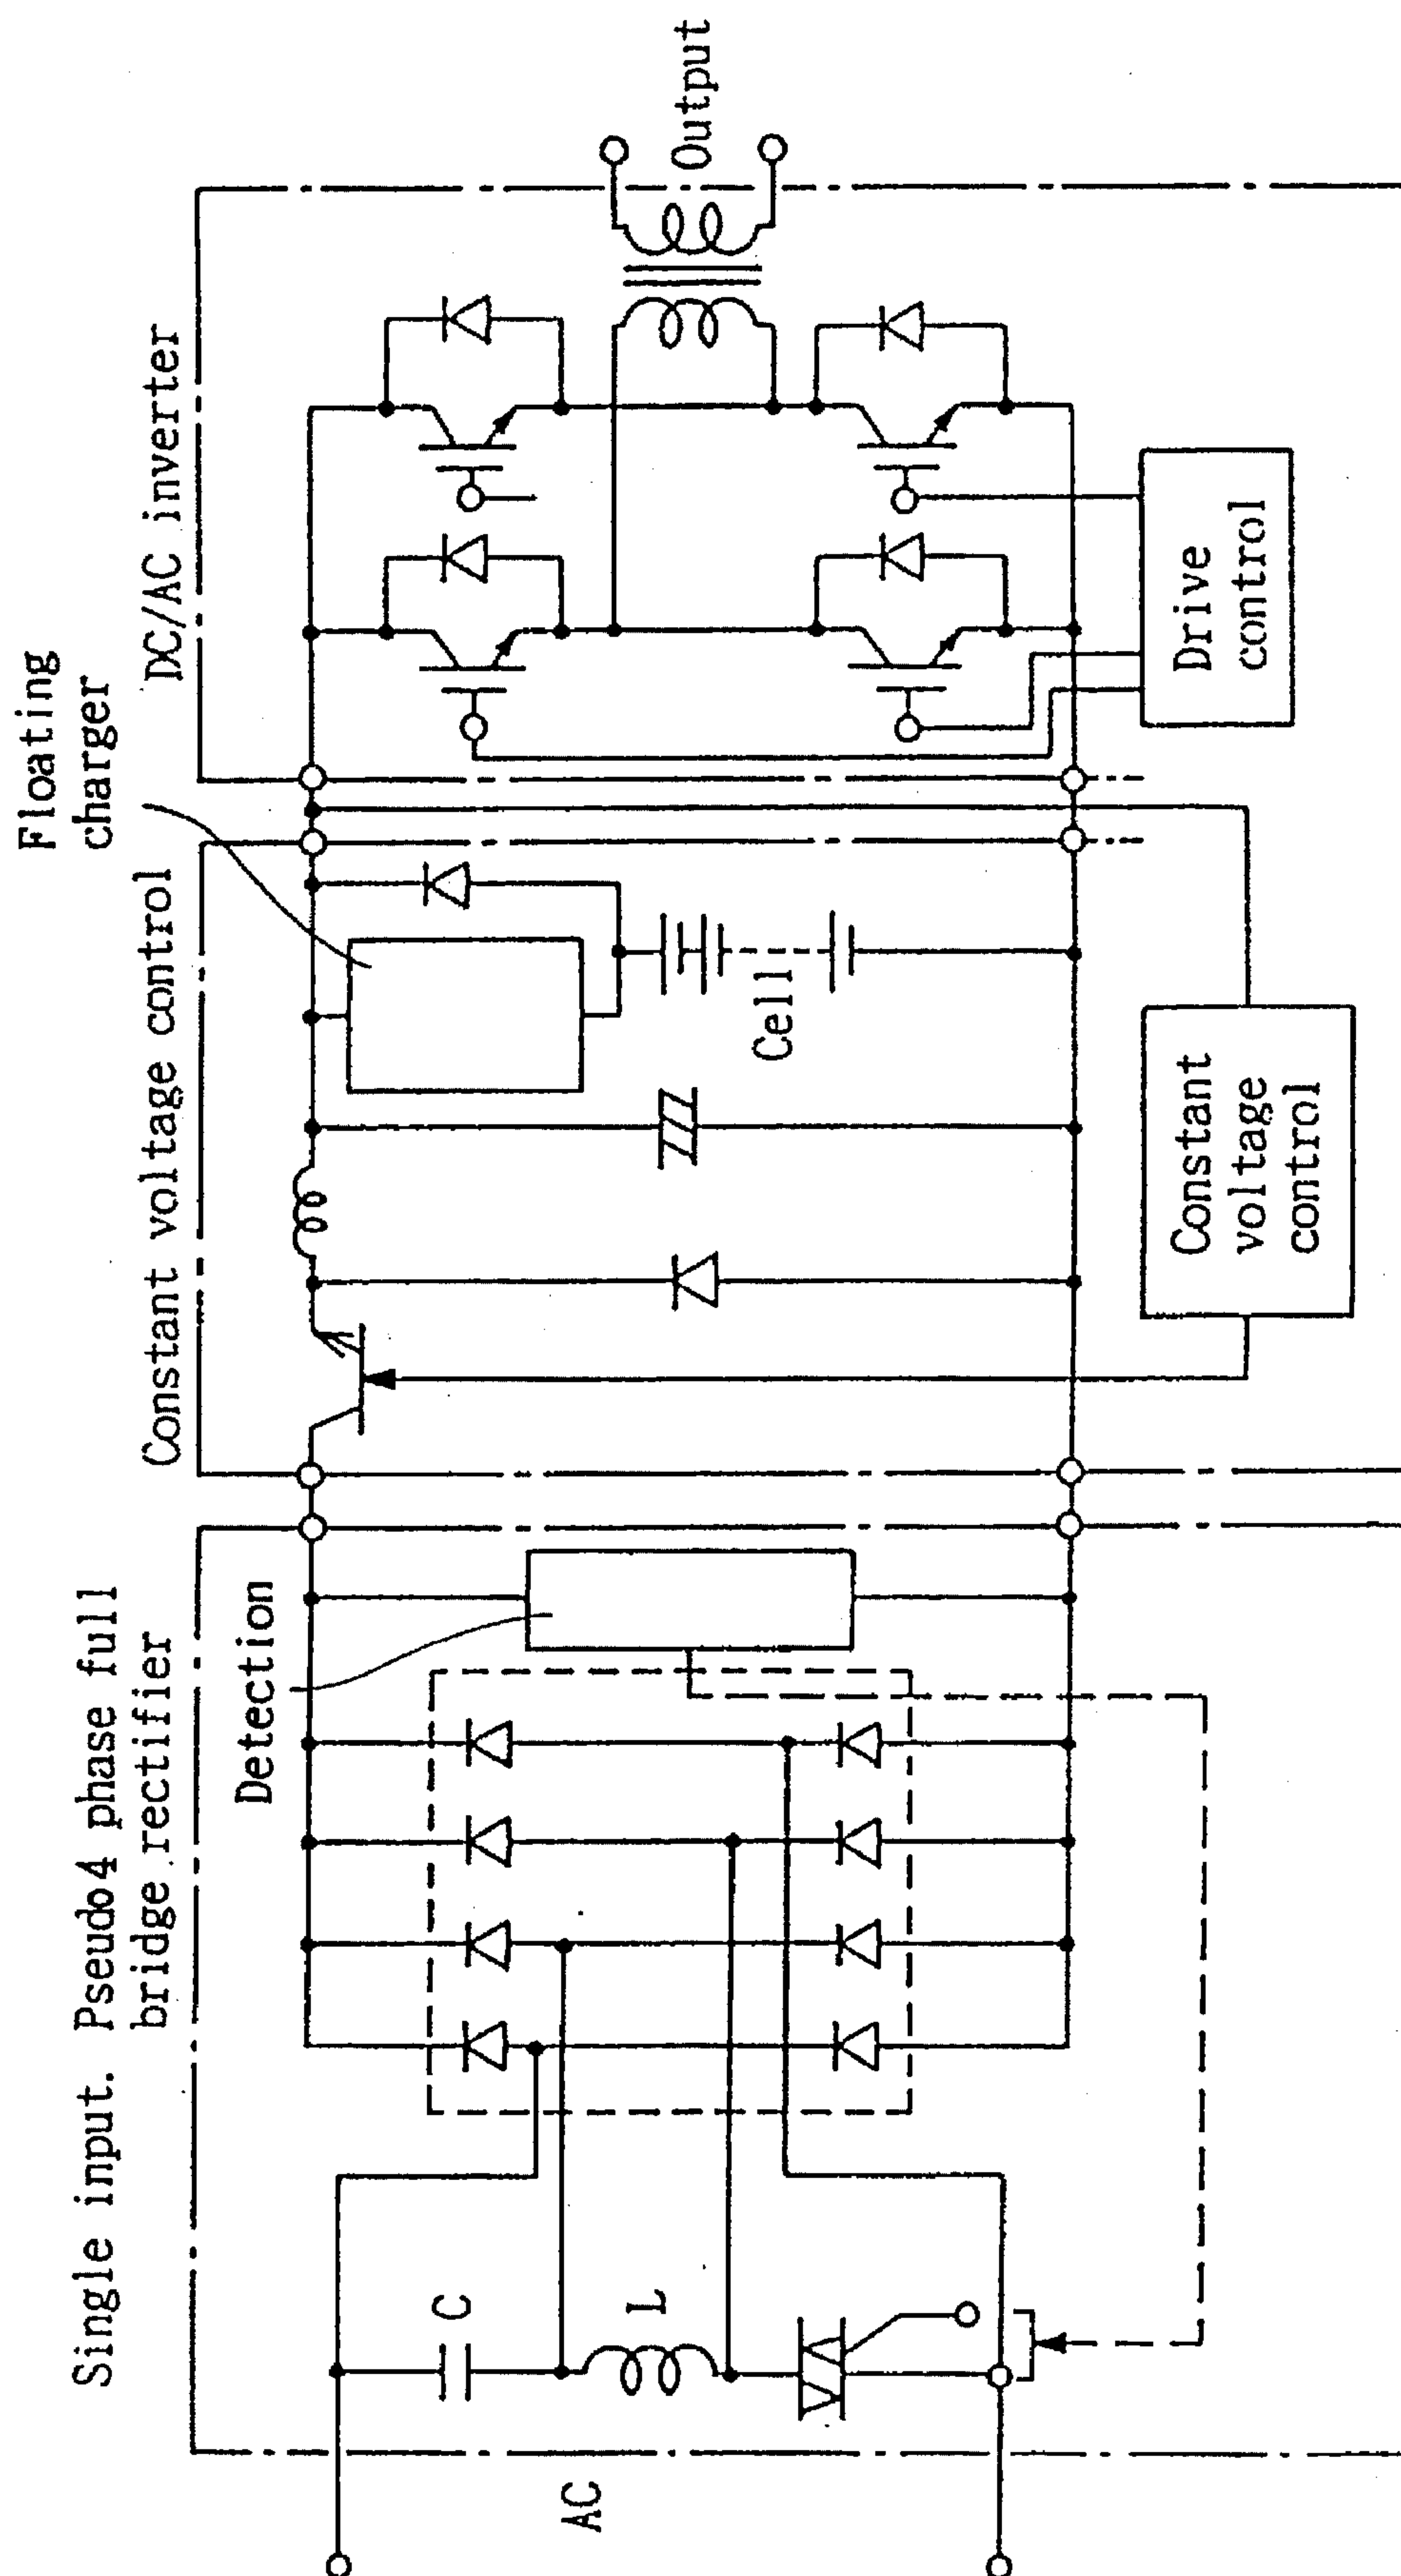 Single input. Pseudo4 phase full
bridge rectifier
Constant voltage control
Floating
charger
DC/AC inverter
Detection
AC
C
L
Cell
Output
Constant
voltage
control
Drive
control